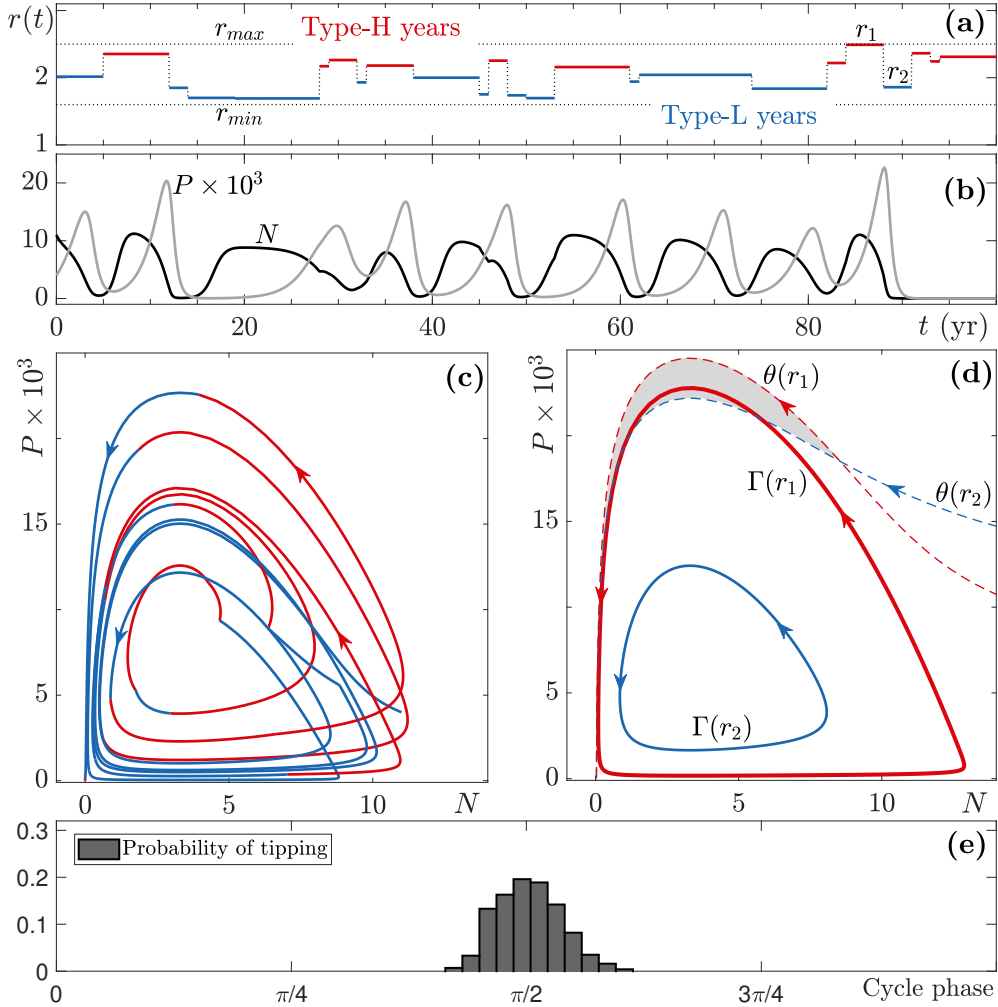 r(t)
r_max
Type-H years
r_1
(a)
2
r_2
r_min
Type-L years
1
20
P × 10^3
(b)
10
N
0
0
20
40
60
80
t (yr)
P × 10^3
(c)
15
5
0
0
5
10
N
P × 10^3
(d)
θ(r_1)
Γ(r_1)
θ(r_2)
15
5
Γ(r_2)
0
0
5
10
N
0.3
Probability of tipping
(e)
0.2
0.1
0
0
π/4
π/2
3π/4
Cycle phase